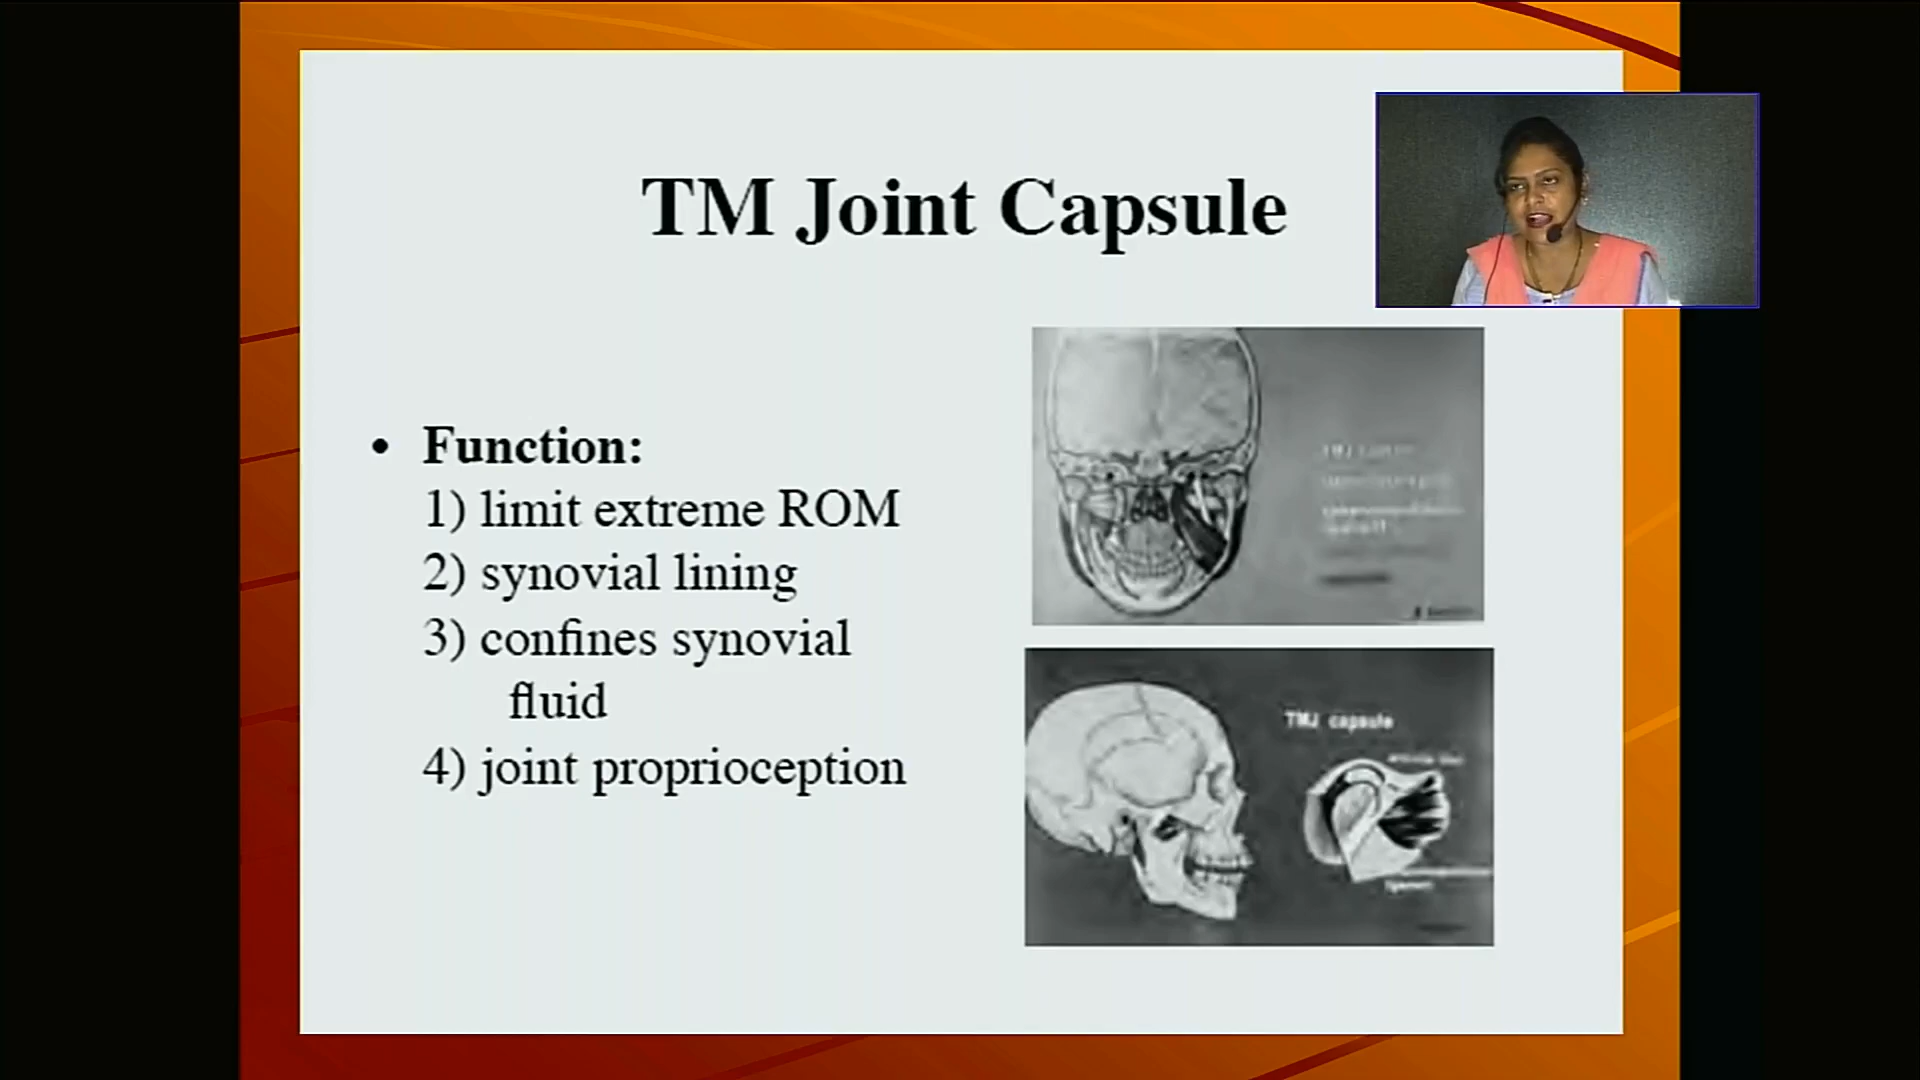 TM Joint Capsule
• Function:
1) limit extreme ROM
2) synovial lining
3) confines synovial
fluid
4) joint proprioception
TMJ capsule
ligament